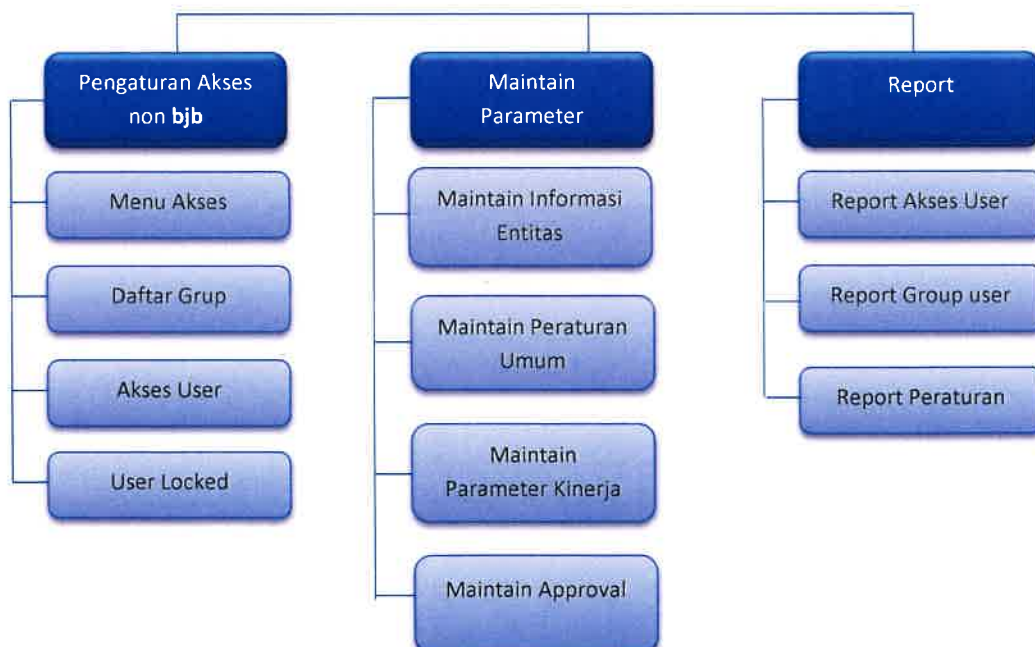 Pengaturan Akses
non bjb
Menu Akses
Daftar Grup
Akses User
User Locked
Maintain
Parameter
Maintain Informasi
Entitas
Maintain Peraturan
Umum
Maintain
Parameter Kinerja
Maintain Approval
Report
Report Akses User
Report Group user
Report Peraturan